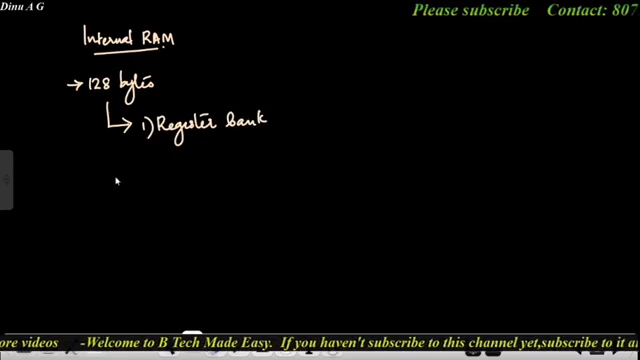 Dinu A G
Please subscribe Contact: 807
Internal RAM
→ 128 bytes
1) Register bank
ore videos -Welcome to B Tech Made Easy. If you haven't subscribe to this channel yet,subscribe to it a